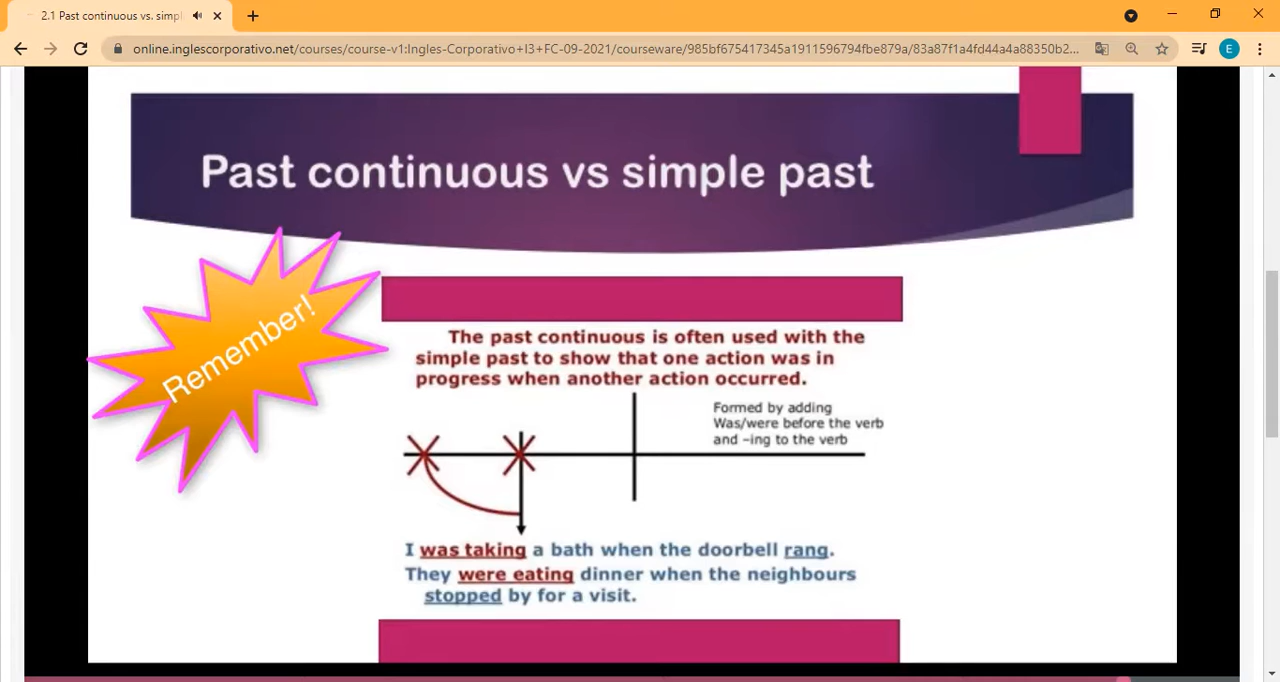 2.1 Past continuous vs. simpl
online.inglescorporativo.net/courses/course-v1:Ingles-Corporativo+I3+FC-09-2021/courseware/985bf675417345a1911596794fbe879a/83a87f1a4fd44a4a88350b2...
E
Past continuous vs simple past
Remember!
The past continuous is often used with the
simple past to show that one action was in
progress when another action occurred.
Formed by adding
Was/were before the verb
and –ing to the verb
I was taking a bath when the doorbell rang.
They were eating dinner when the neighbours
stopped by for a visit.